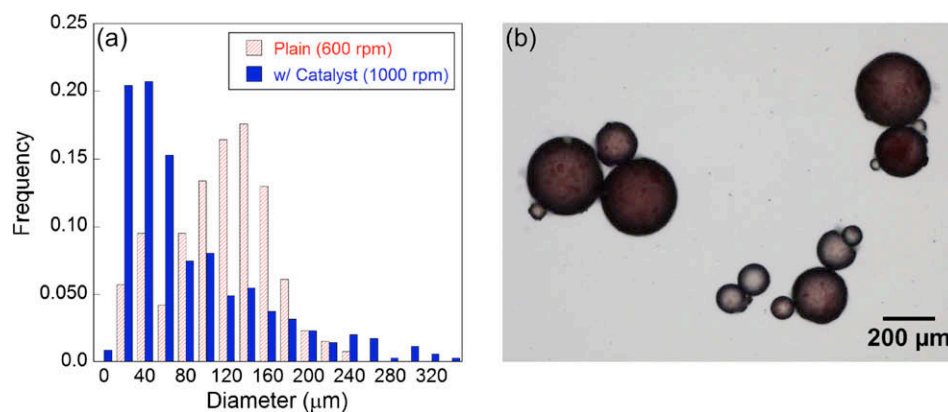 (a)
Plain (600 rpm)
w/ Catalyst (1000 rpm)
0.25
0.20
0.15
0.10
0.050
0.0
Frequency
0 40 80 120 160 200 240 280 320
Diameter (μm)
(b)
200 μm